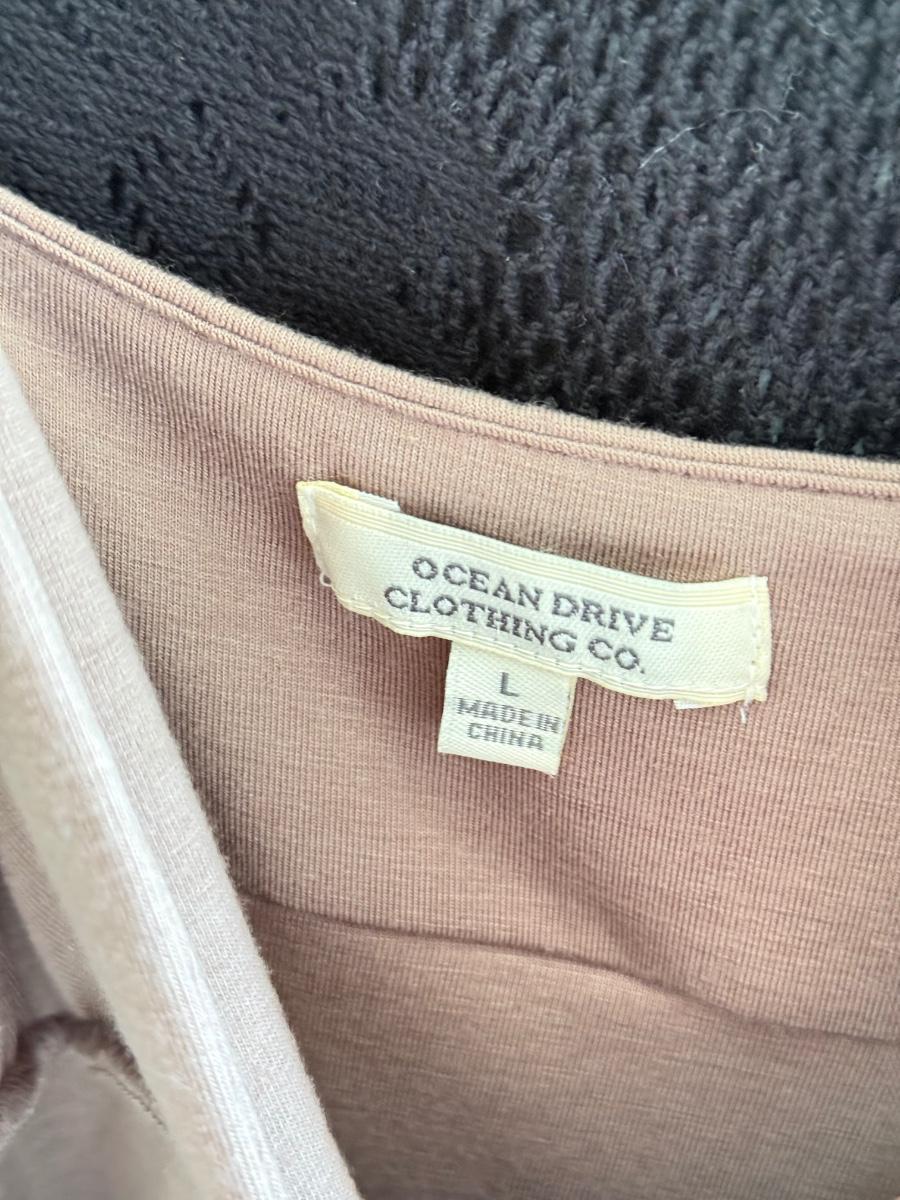 OCEAN DRIVE
CLOTHING CO.
L
MADE IN
CHINA